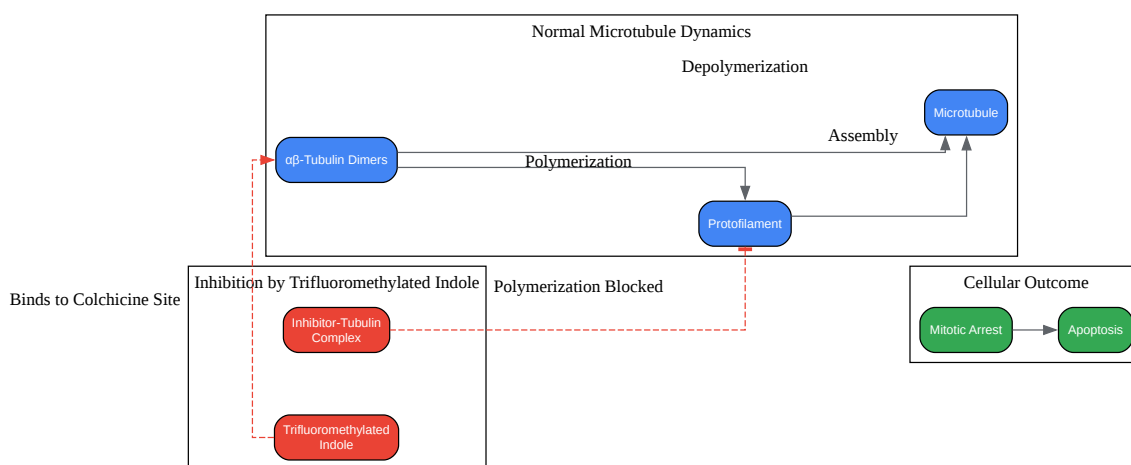 Normal Microtubule Dynamics
Depolymerization
Microtubule
Assembly
αβ-Tubulin Dimers
Polymerization
Protofilament
Inhibition by Trifluoromethylated Indole
Polymerization Blocked
Cellular Outcome
Binds to Colchicine Site
Inhibitor-Tubulin
Complex
Mitotic Arrest
Apoptosis
Trifluoromethylated
Indole